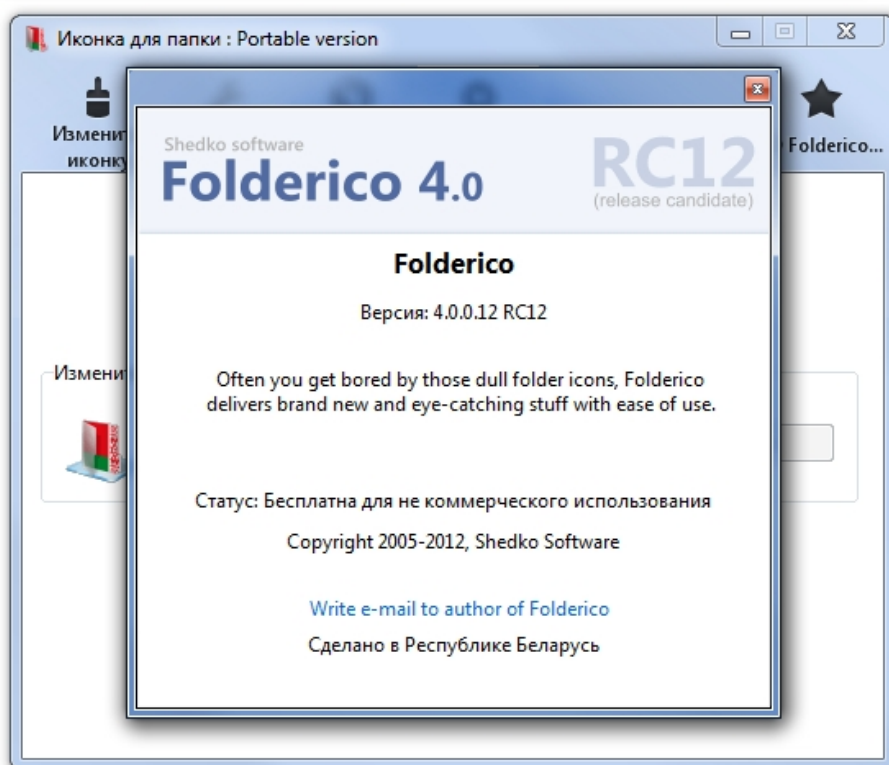 Иконка для папки : Portable version
Изменить
иконку
Folderico...
Shedko software
Folderico 4.0
RC12
(release candidate)
Folderico
Версия: 4.0.0.12 RC12
Often you get bored by those dull folder icons, Folderico
delivers brand new and eye-catching stuff with ease of use.
Измени
Статус: Бесплатна для не коммерческого использования
Copyright 2005-2012, Shedko Software
Write e-mail to author of Folderico
Сделано в Республике Беларусь